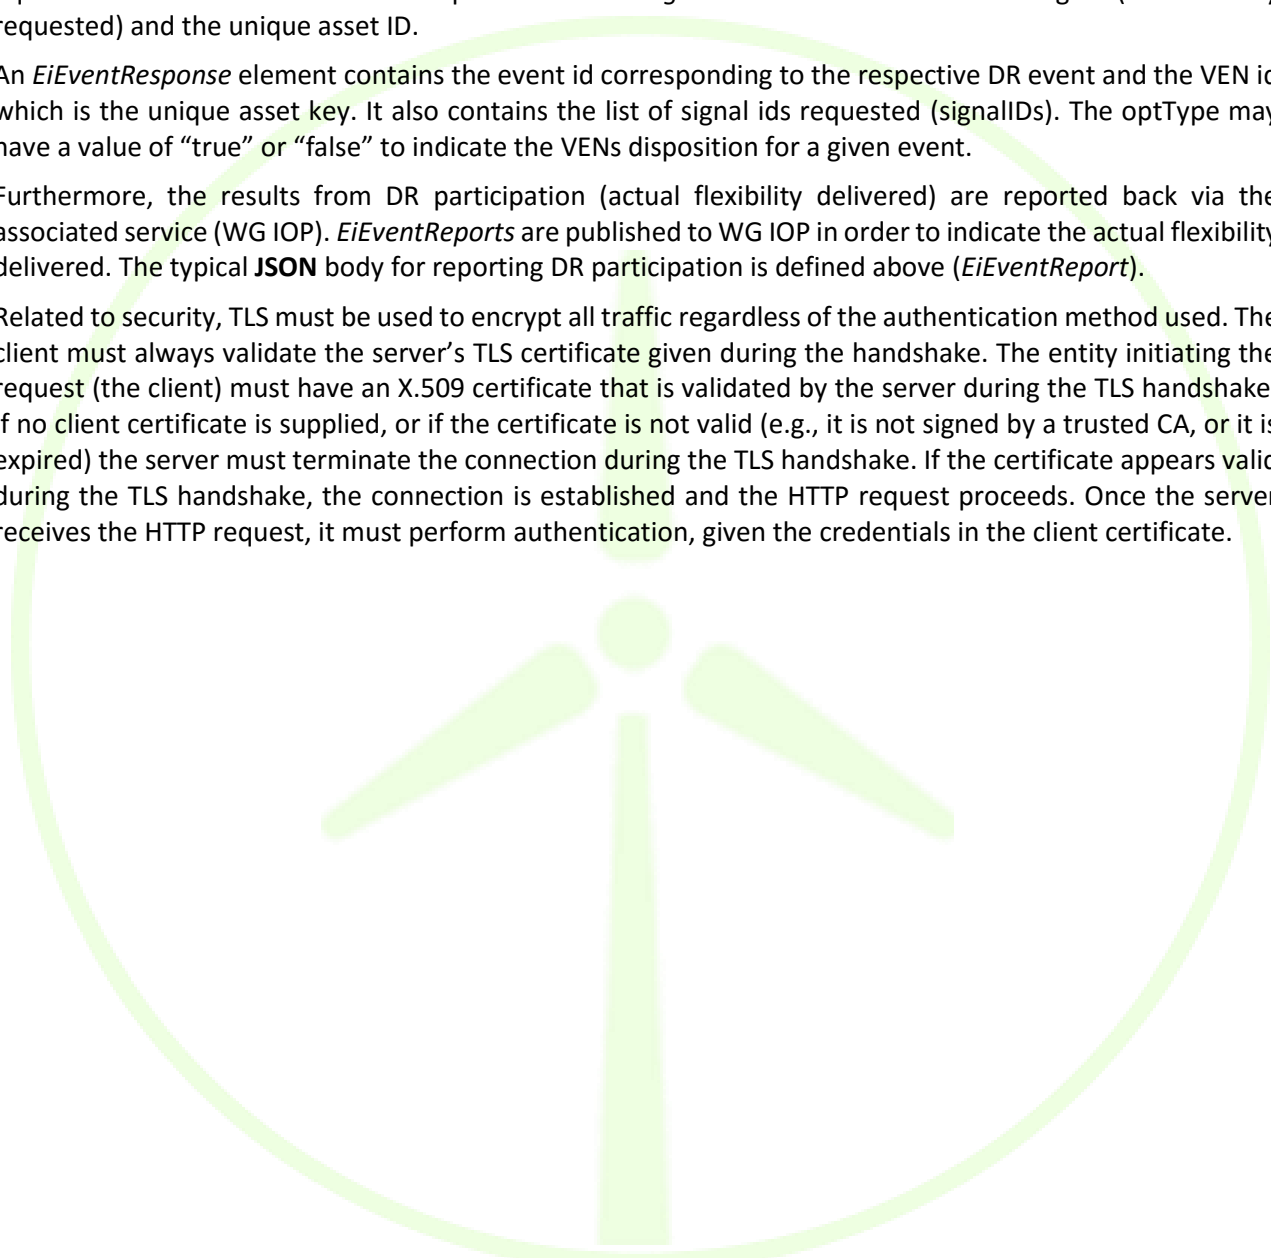 requested) and the unique asset ID.
An EiEventResponse element contains the event id corresponding to the respective DR event and the VEN id
which is the unique asset key. It also contains the list of signal ids requested (signalIDs). The optType may
have a value of “true” or “false” to indicate the VENs disposition for a given event.
Furthermore, the results from DR participation (actual flexibility delivered) are reported back via the
associated service (WG IOP). EiEventReports are published to WG IOP in order to indicate the actual flexibility
delivered. The typical JSON body for reporting DR participation is defined above (EiEventReport).
Related to security, TLS must be used to encrypt all traffic regardless of the authentication method used. The
client must always validate the server’s TLS certificate given during the handshake. The entity initiating the
request (the client) must have an X.509 certificate that is validated by the server during the TLS handshake
If no client certificate is supplied, or if the certificate is not valid (e.g., it is not signed by a trusted CA, or it is
expired) the server must terminate the connection during the TLS handshake. If the certificate appears valid
during the TLS handshake, the connection is established and the HTTP request proceeds. Once the server
receives the HTTP request, it must perform authentication, given the credentials in the client certificate.